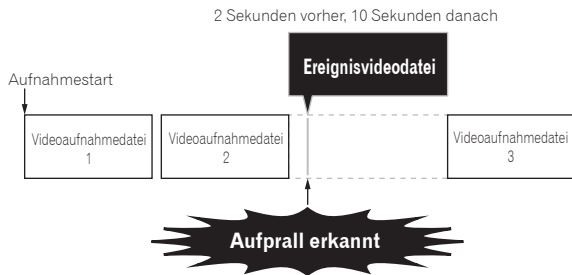 2 Sekunden vorher, 10 Sekunden danach
Ereignisvideodatei
Aufnahmestart
Videoaufnahmedatei
1
Videoaufnahmedatei
2
Videoaufnahmedatei
3
Aufprall erkannt